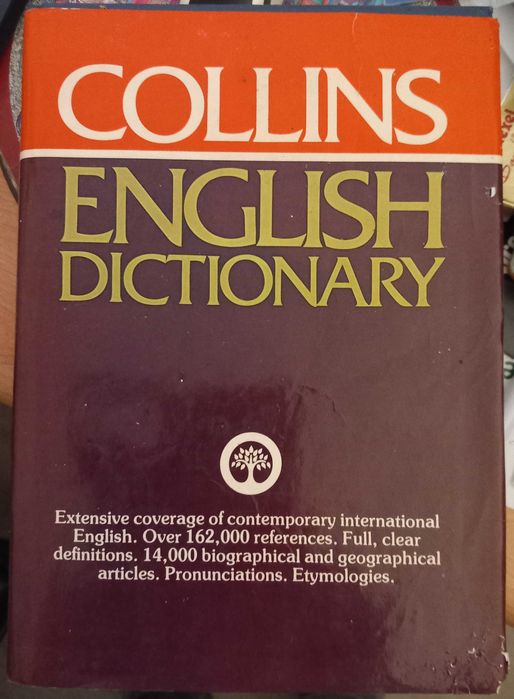 COLLINS
ENGLISH
DICTIONARY
Extensive coverage of contemporary international
English. Over 162,000 references. Full, clear
definitions. 14,000 biographical and geographical
articles. Pronunciations. Etymologies.